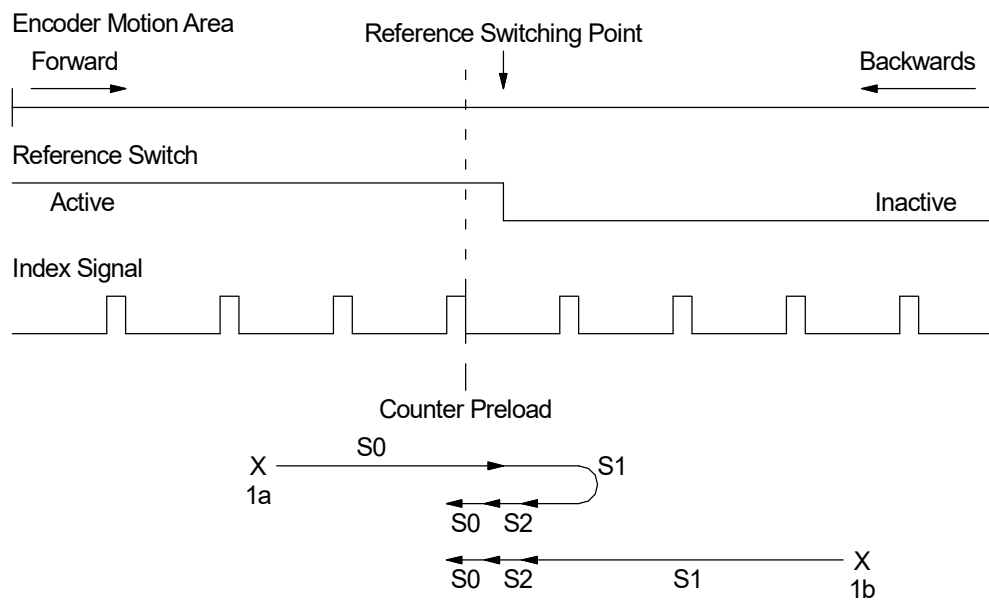 Encoder Motion Area
Reference Switching Point
Forward
Backwards
Reference Switch
Active
Inactive
Index Signal
Counter Preload
S0
S1
X
1a
S0
S2
S0
S2
S1
X
1b